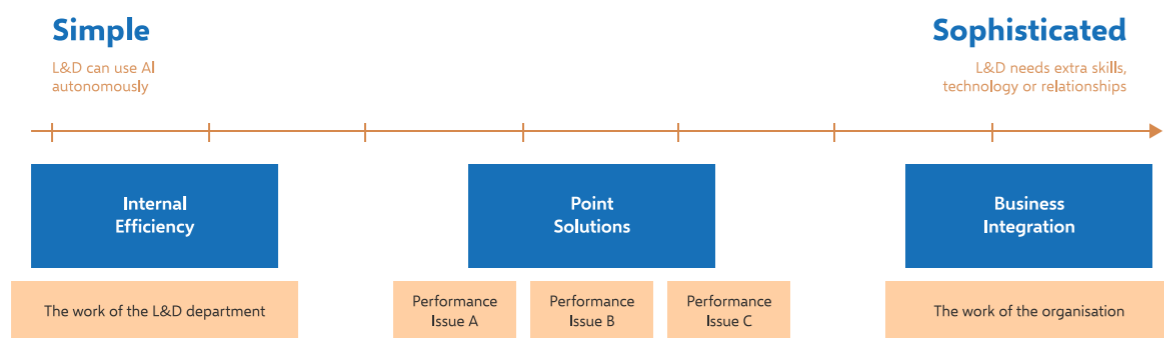 Simple
L&D can use AI
autonomously
Sophisticated
L&D needs extra skills,
technology or relationships
Internal
Efficiency
Point
Solutions
Business
Integration
The work of the L&D department
Performance
Issue A
Performance
Issue B
Performance
Issue C
The work of the organisation